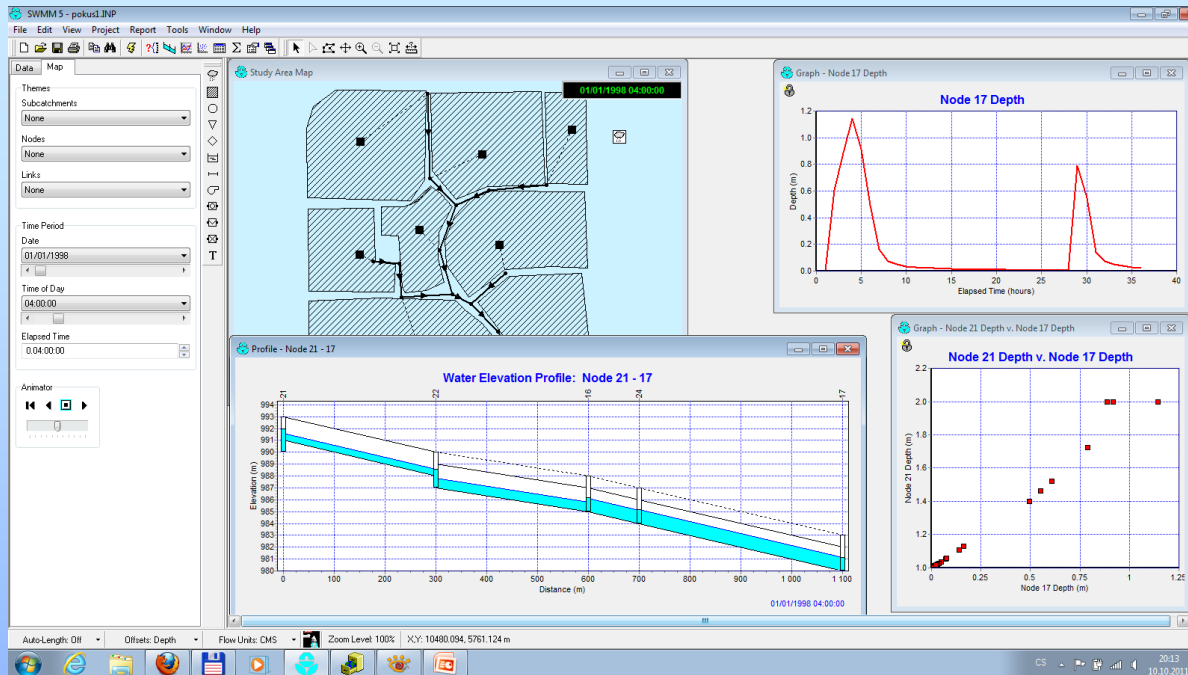 SWMM 5 - pokus1.INP
File Edit View Project Report Tools Window Help
Data Map
Themes
Subcatchments
None
Nodes
None
Links
None
Time Period
Date
01/01/1998
Time of Day
04:00:00
Elapsed Time
0.04:00:00
Animator
T
Study Area Map
01/01/1998 04:00:00
Graph - Node 17 Depth
Node 17 Depth
Depth (m)
1.2
1.0
0.8
0.6
0.4
0.2
0.0
0 5 10 15 20 25 30 35 40
Elapsed Time (hours)
Profile - Node 21 - 17
Water Elevation Profile: Node 21 - 17
21 22 16 24 17
Elevation (m)
994
993
992
991
990
989
988
987
986
985
984
983
982
981
980
0 100 200 300 400 500 600 700 800 900 1 000 1 100
Distance (m)
01/01/1998 04:00:00
Graph - Node 21 Depth v. Node 17 Depth
Node 21 Depth v. Node 17 Depth
Node 21 Depth (m)
2.2
2.0
1.8
1.6
1.4
1.2
1.0
0 0.25 0.5 0.75 1 1.25
Node 17 Depth (m)
Auto-Length: Off Offsets: Depth Flow Units: CMS Zoom Level: 100% X,Y: 10480.094, 5761.124 m
CS 20:13
10.10.2011